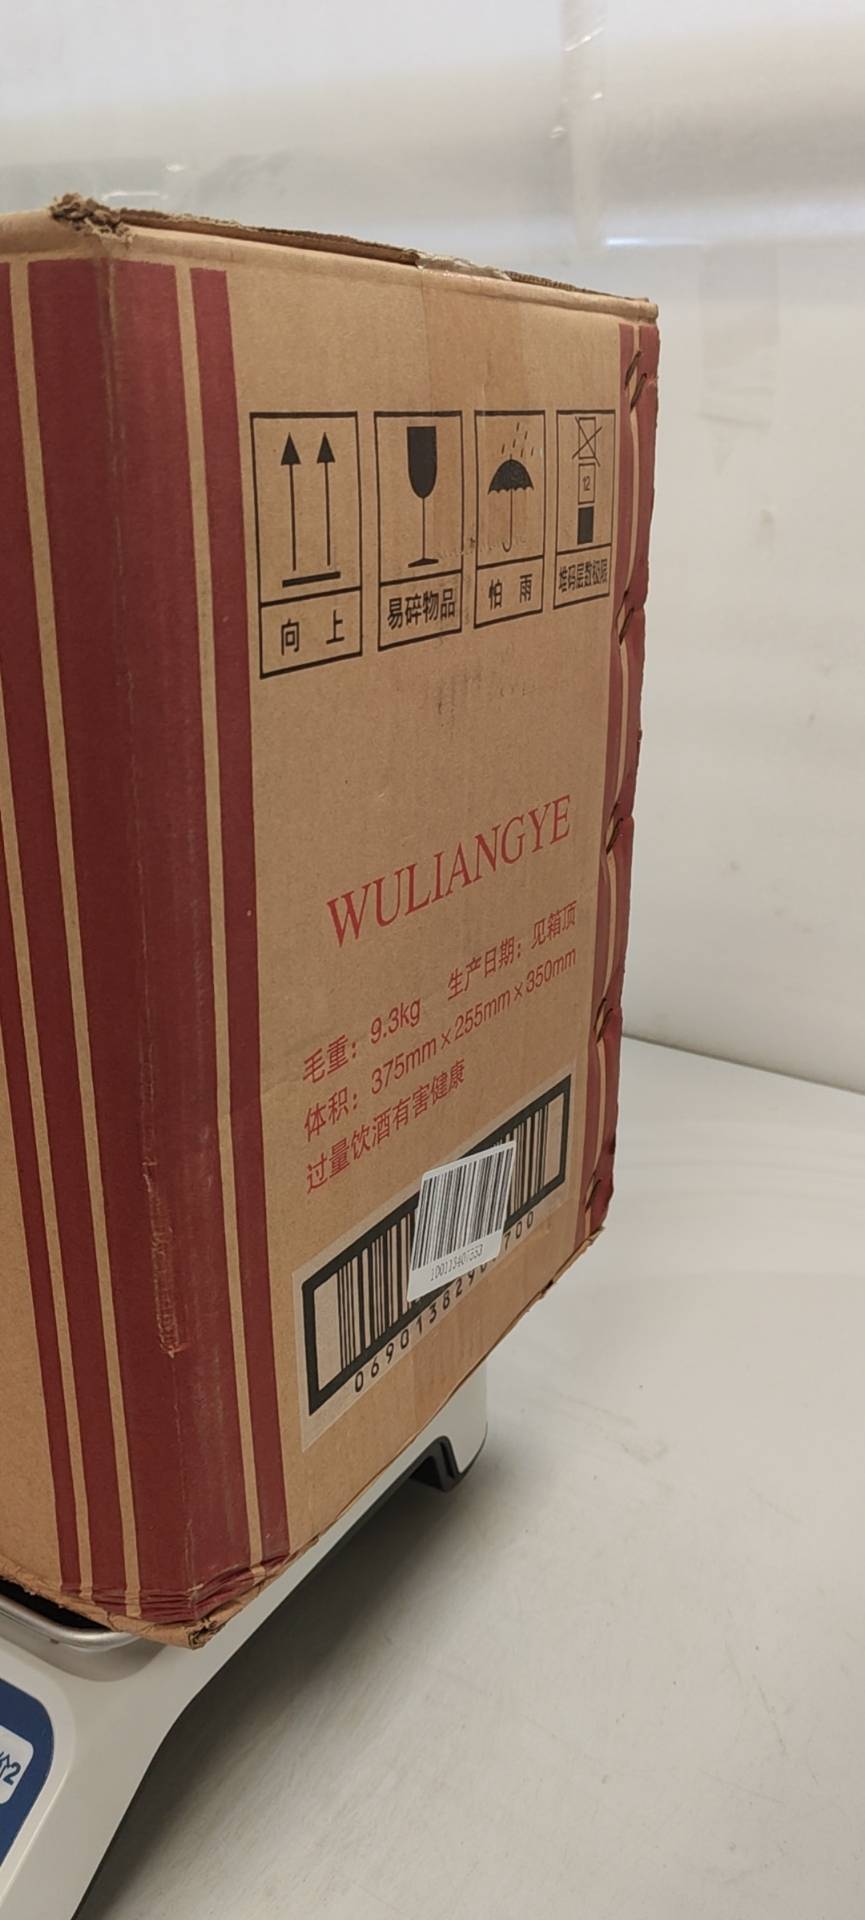 12
向 上
易碎物品
怕 雨
堆码层数极限
WULIANGYE
毛重：9.3kg 生产日期：见箱顶
体积：375mm×255mm×350mm
过量饮酒有害健康